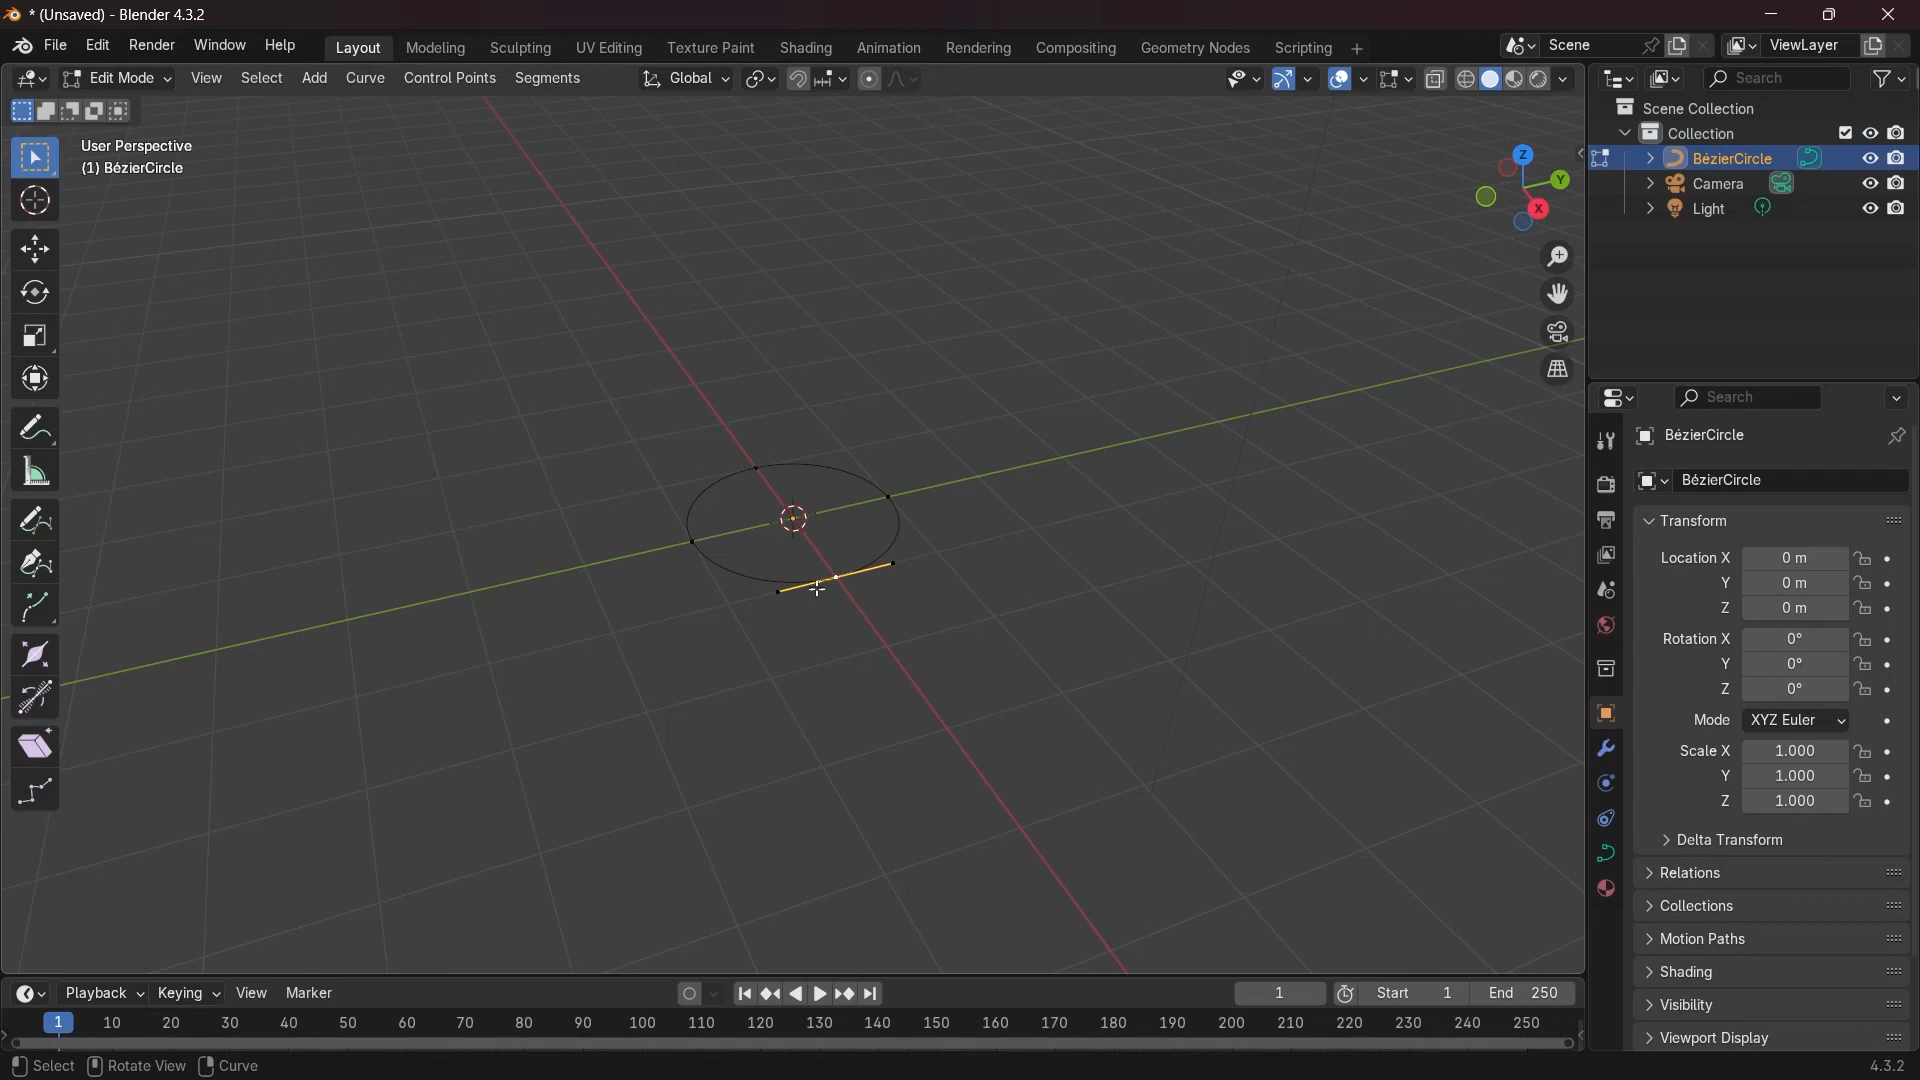 * (Unsaved) - Blender 4.3.2
File Edit Render Window Help Layout Modeling Sculpting UV Editing Texture Paint Shading Animation Rendering Compositing Geometry Nodes Scripting + Scene ViewLayer
Edit Mode View Select Add Curve Control Points Segments Global Search
User Perspective
(1) BézierCircle
Z
Y
X
Scene Collection
Collection
BézierCircle
Camera
Light
Search
BézierCircle
BézierCircle
Transform
Location X 0 m
Y 0 m
Z 0 m
Rotation X 0°
Y 0°
Z 0°
Mode XYZ Euler
Scale X 1.000
Y 1.000
Z 1.000
Delta Transform
Relations
Collections
Motion Paths
Shading
Visibility
Viewport Display
Playback Keying View Marker 1 Start 1 End 250
1 10 20 30 40 50 60 70 80 90 100 110 120 130 140 150 160 170 180 190 200 210 220 230 240 250
Select Rotate View Curve 4.3.2